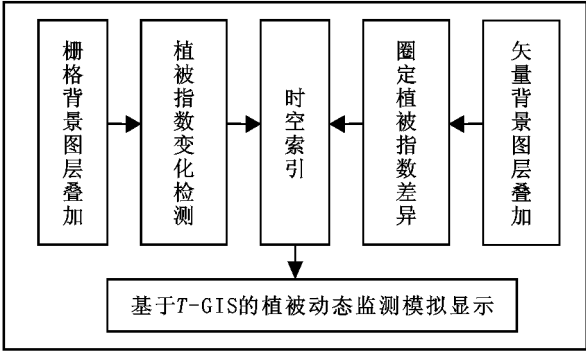 栅格背景图层叠加
植被指数变化检测
时空索引
圈定植被指数差异
矢量背景图层叠加
基于T-GIS的植被动态监测模拟显示